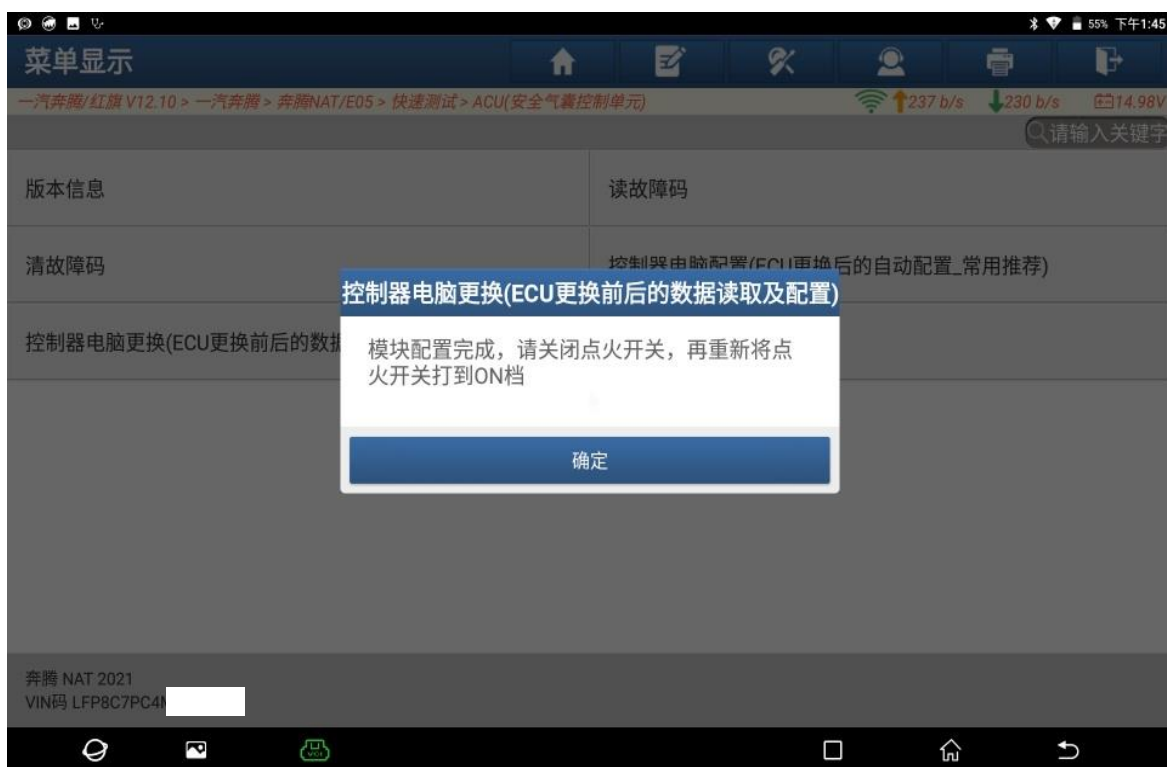 55% 下午1:45
菜单显示
一汽奔腾/红旗 V12.10 > 一汽奔腾 > 奔腾NAT/E05 > 快速测试 > ACU(安全气囊控制单元)
237 b/s 230 b/s 14.98V
请输入关键字
版本信息
读故障码
清故障码
控制器电脑配置(ECU更换后的自动配置_常用推荐)
控制器电脑更换(ECU更换前后的数据读取及配置)
控制器电脑更换(ECU更换前后的数据
模块配置完成，请关闭点火开关，再重新将点
火开关打到ON档
确定
奔腾 NAT 2021
VIN码 LFP8C7PC4
VCI